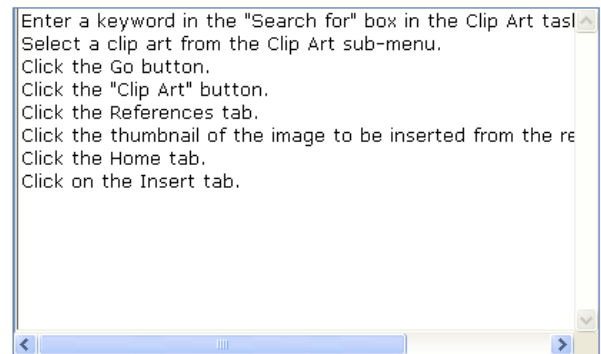 Enter a keyword in the "Search for" box in the Clip Art tasl
Select a clip art from the Clip Art sub-menu.
Click the Go button.
Click the "Clip Art" button.
Click the References tab.
Click the thumbnail of the image to be inserted from the re
Click the Home tab.
Click on the Insert tab.